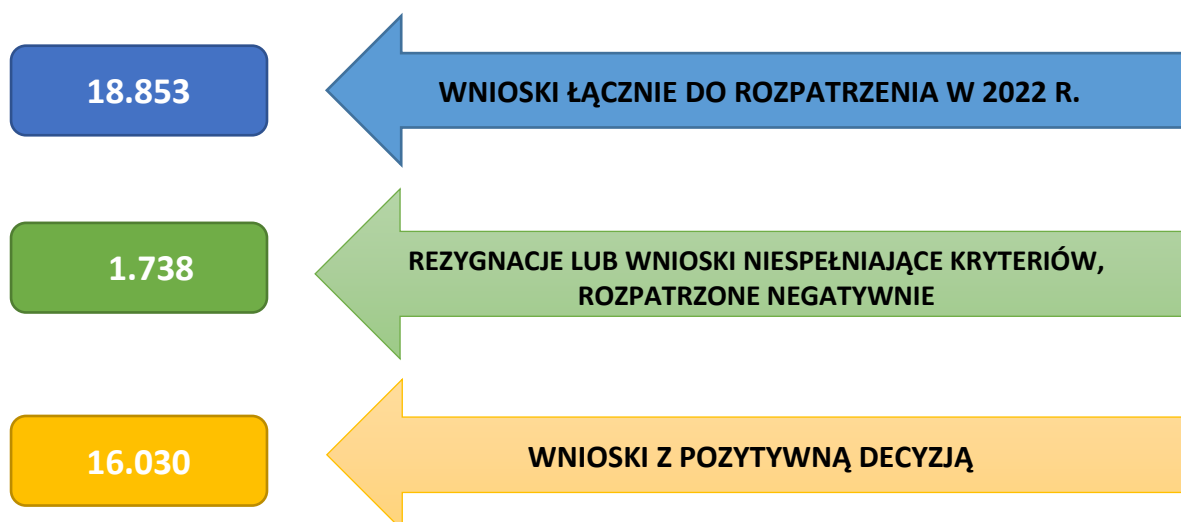 18.853
WNIOSKI ŁĄCZNIE DO ROZPATRZENIA W 2022 R.
1.738
REZYGNACJE LUB WNIOSKI NIESPEŁNIAJĄCE KRYTERIÓW,
ROZPATRZONE NEGATYWNIE
16.030
WNIOSKI Z POZYTYWNĄ DECYZJĄ